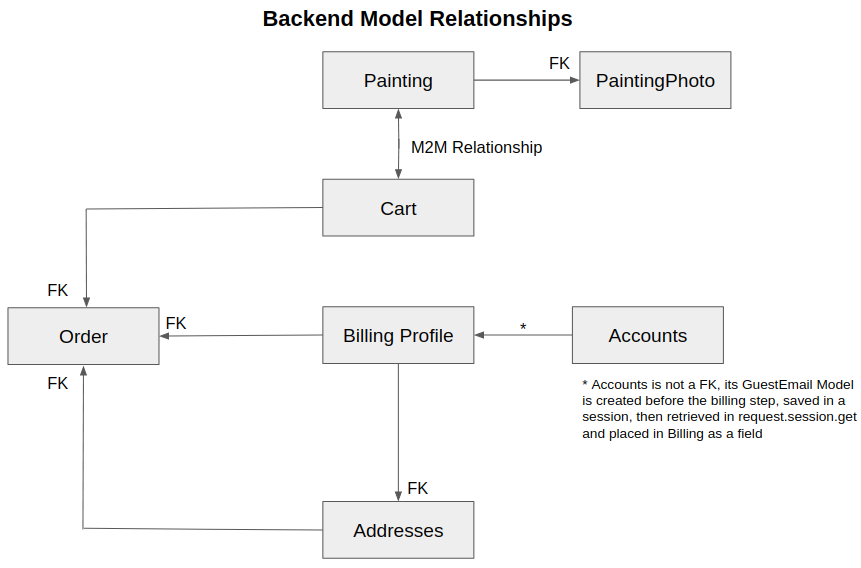 Backend Model Relationships
FK
Painting
PaintingPhoto
M2M Relationship
Cart
FK
FK
Order
Billing Profile
*
Accounts
FK
* Accounts is not a FK, its GuestEmail Model
is created before the billing step, saved in a
session, then retrieved in request.session.get
and placed in Billing as a field
FK
Addresses